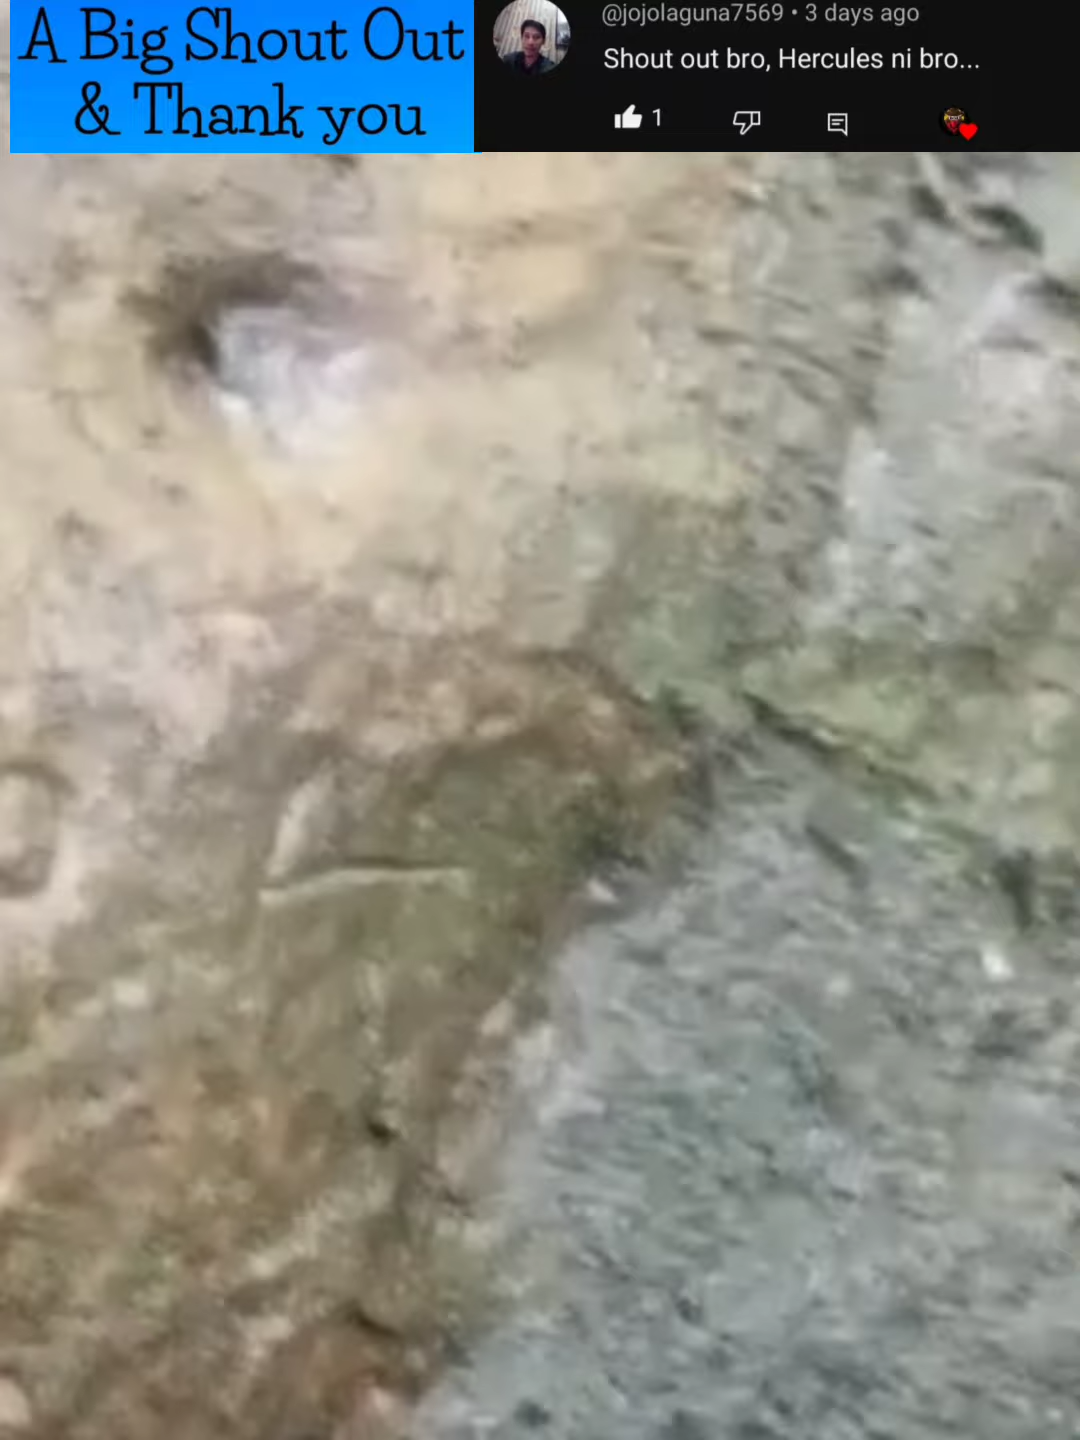 A Big Shout Out
& Thank you
@jojolaguna7569 • 3 days ago
Shout out bro, Hercules ni bro...
1